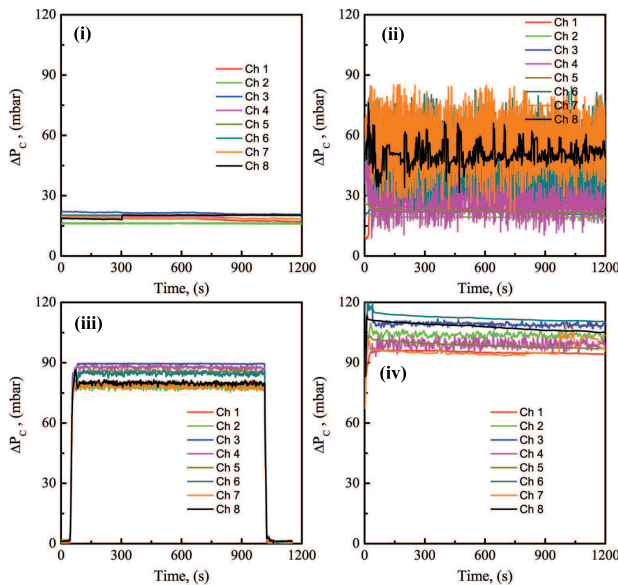 (i)
Ch 1
Ch 2
Ch 3
Ch 4
Ch 5
Ch 6
Ch 7
Ch 8
ΔP_C , (mbar)
150
120
90
60
30
0
0 300 600 900 1200
Time, (s)
(ii)
Ch 1
Ch 2
Ch 3
Ch 4
Ch 5
Ch 6
Ch 7
Ch 8
ΔP_C , (mbar)
120
90
60
30
0
0 300 600 900 1200
Time, (s)
(iii)
Ch 1
Ch 2
Ch 3
Ch 4
Ch 5
Ch 6
Ch 7
Ch 8
ΔP_C , (mbar)
120
90
60
30
0
0 300 600 900 1200
Time, (s)
(iv)
Ch 1
Ch 2
Ch 3
Ch 4
Ch 5
Ch 6
Ch 7
Ch 8
ΔP_C , (mbar)
120
90
60
30
0
0 300 600 900 1200
Time, (s)